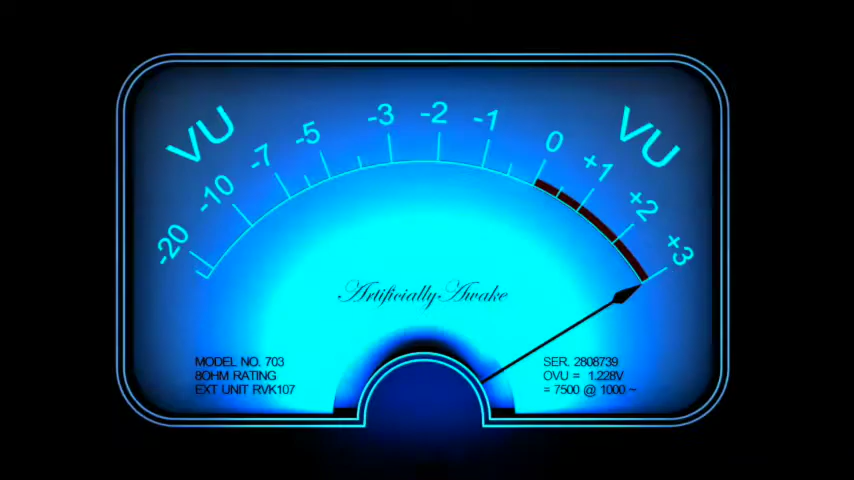 VU
VU
-20
-10
-7
-5
-3
-2
-1
0
+1
+2
+3
ArtificiallyAwake
MODEL NO. 703
8OHM RATING
EXT UNIT RVK107
SER. 2808739
OVU = 1.228V
= 7500 @ 1000 ~